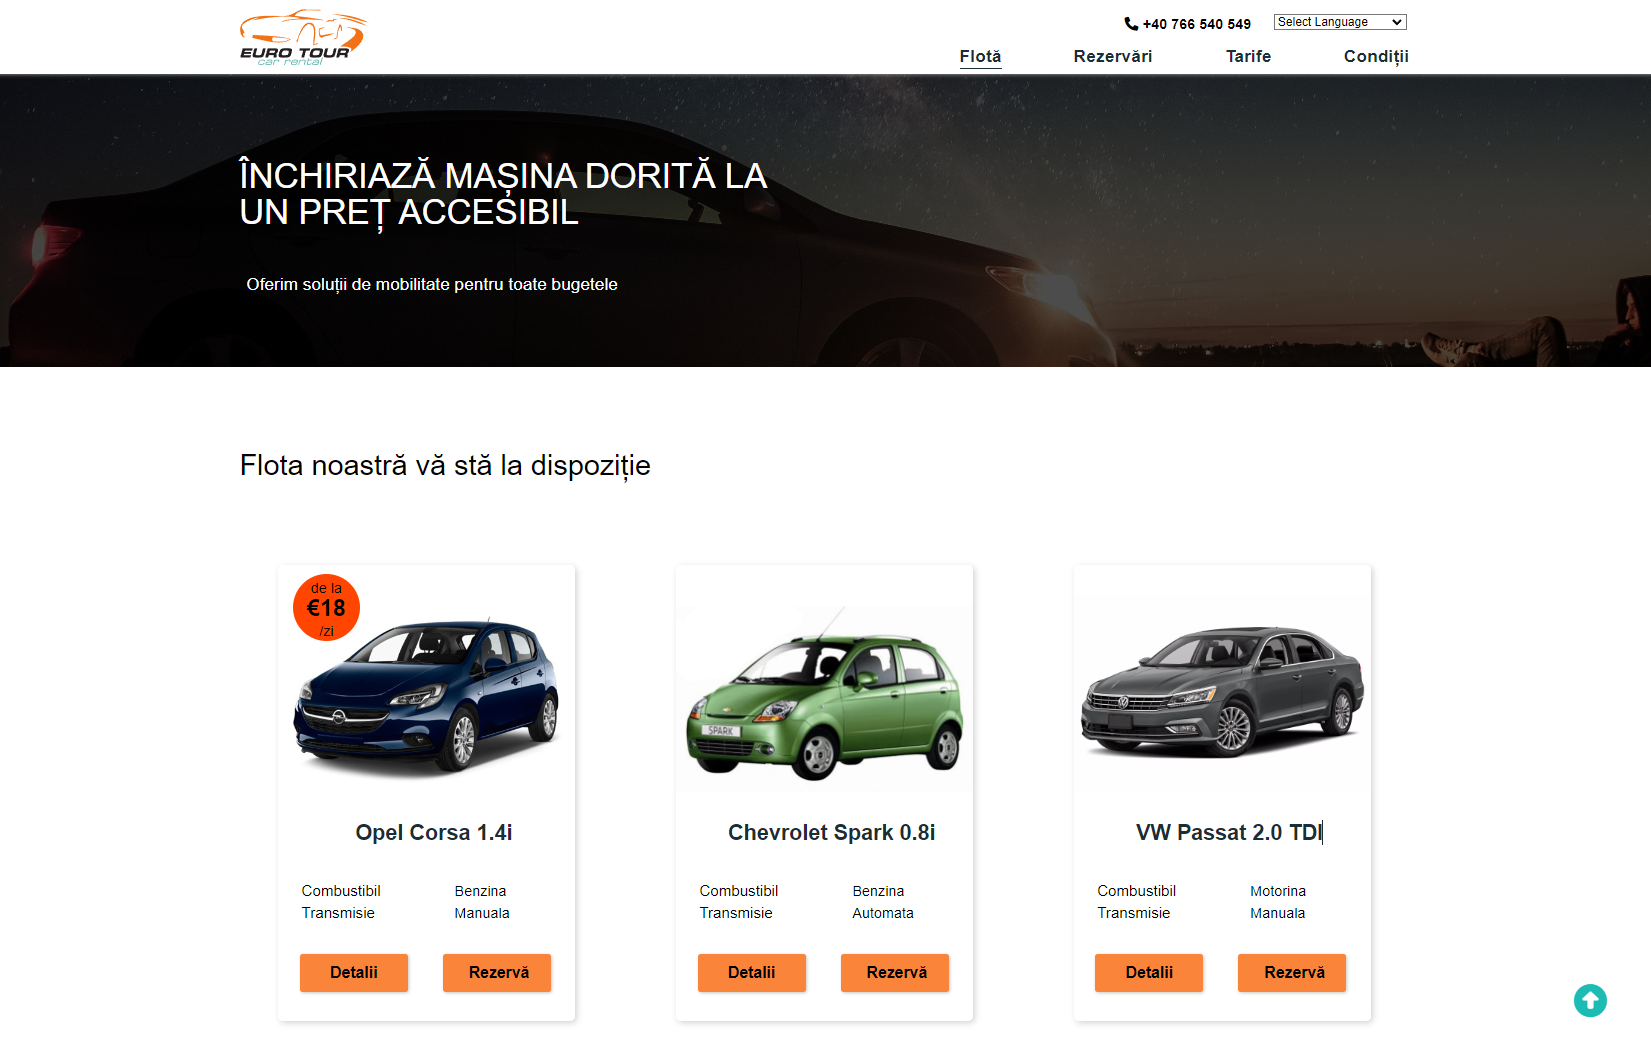 EURO TOUR
car rental
+40 766 540 549
Select Language
Flotă
Rezervări
Tarife
Condiții
ÎNCHIRIAZĂ MAȘINA DORITĂ LA
UN PREȚ ACCESIBIL
Oferim soluții de mobilitate pentru toate bugetele
Flota noastră vă stă la dispoziție
de la
€18
/zi
Opel Corsa 1.4i
Combustibil Benzina
Transmisie Manuala
Detalii Rezervă
SPARK
Chevrolet Spark 0.8i
Combustibil Benzina
Transmisie Automata
Detalii Rezervă
VW Passat 2.0 TDI
Combustibil Motorina
Transmisie Manuala
Detalii Rezervă